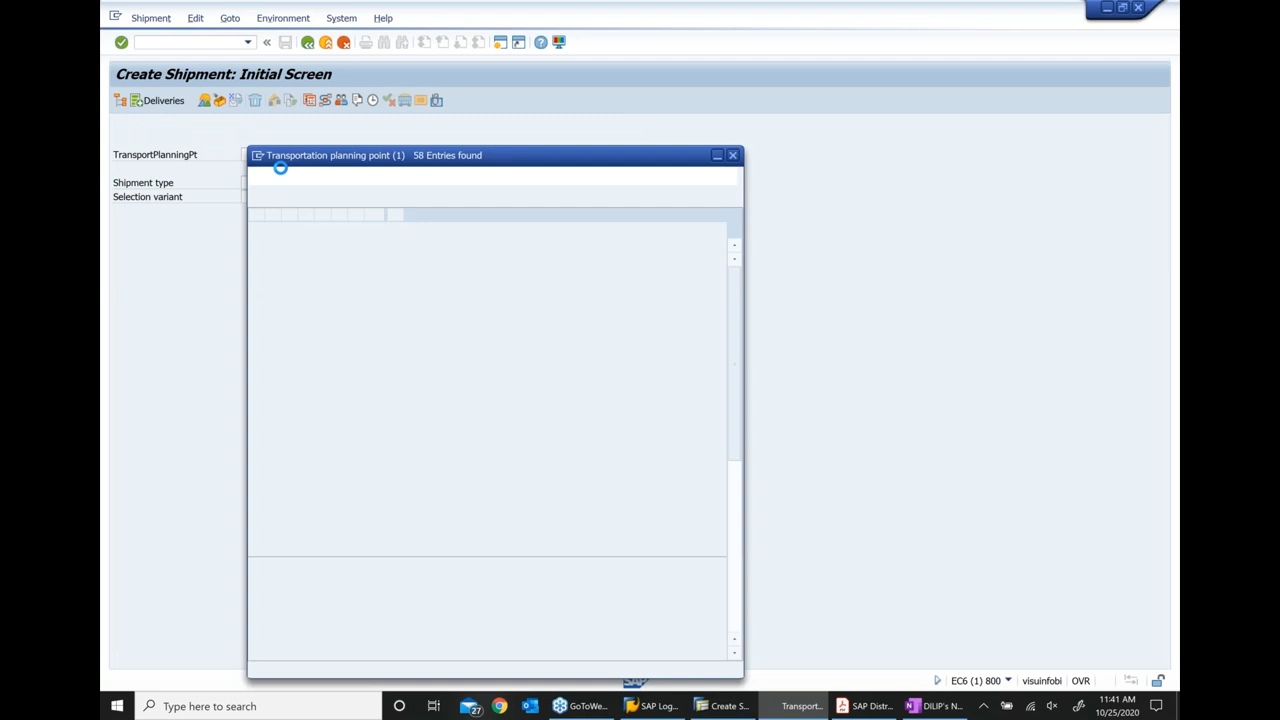 Shipment Edit Goto Environment System Help
Create Shipment: Initial Screen
Deliveries
TransportPlanningPt
Transportation planning point (1) 58 Entries found
Shipment type
Selection variant
SAP
EC6 (1) 800 visuinfobi OVR
Type here to search
27
GoToWe...
SAP Log...
Create S...
Transport...
SAP Distr...
DILIP's N...
11:41 AM
10/25/2020